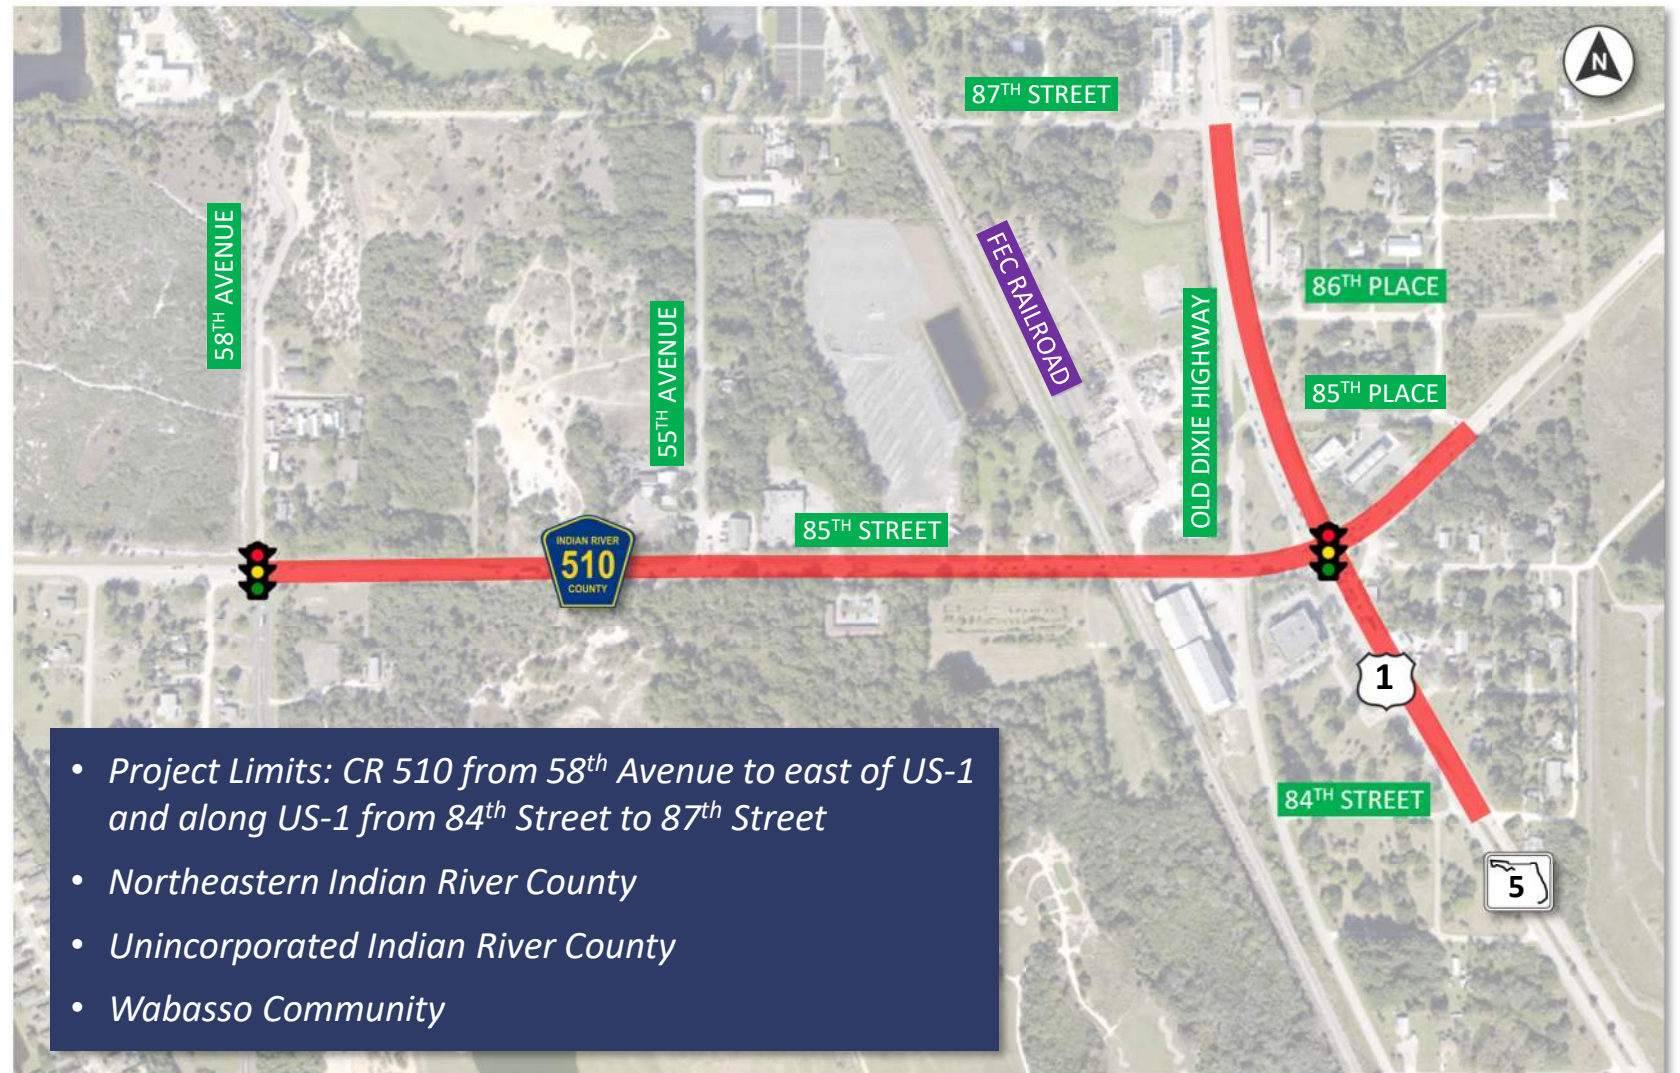 N
87TH STREET
58TH AVENUE
FEC RAILROAD
86TH PLACE
OLD DIXIE HIGHWAY
55TH AVENUE
85TH PLACE
85TH STREET
INDIAN RIVER
510
COUNTY
1
84TH STREET
5
• Project Limits: CR 510 from 58th Avenue to east of US-1
and along US-1 from 84th Street to 87th Street
• Northeastern Indian River County
• Unincorporated Indian River County
• Wabasso Community